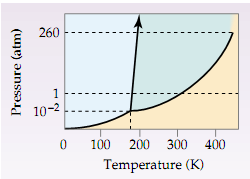 Pressure (atm)
260
1
10-2
0 100 200 300 400
Temperature (K)